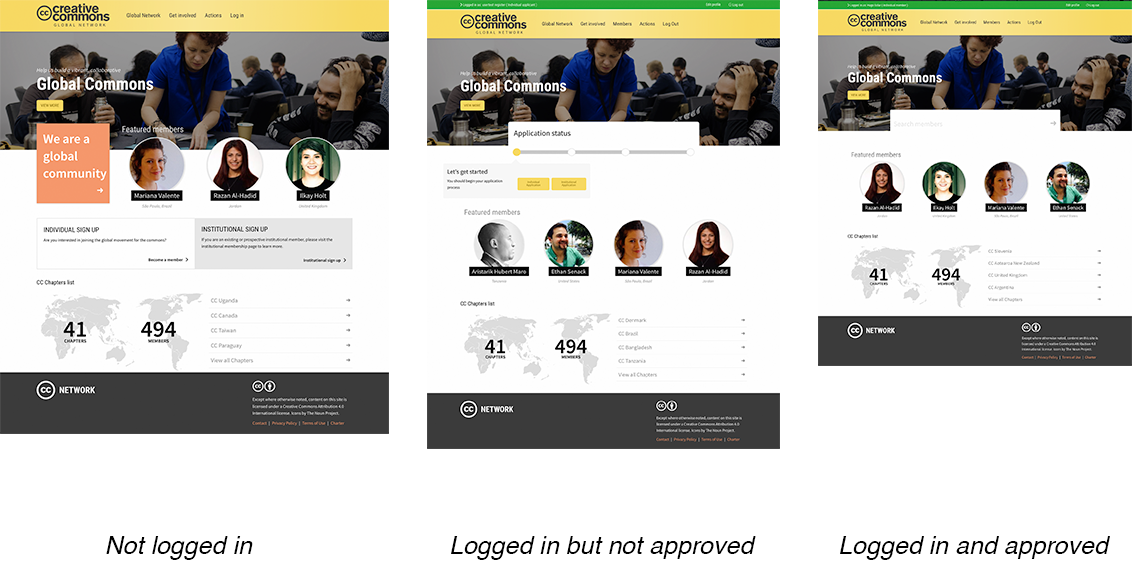 creative commons
GLOBAL NETWORK
Global Network Get involved Actions Log in
Help us build a vibrant, collaborative
Global Commons
VIEW MORE
We are a
global
community
Featured members
Mariana Valente
São Paulo, Brazil
Razan Al-Hadid
Jordan
Ilkay Holt
United Kingdom
INDIVIDUAL SIGN UP
Are you interested in joining the global movement for the commons?
Become a member
INSTITUTIONAL SIGN UP
If you are an existing or prospective institutional member, please visit the
institutional membership page to learn more.
Institutional sign up
CC Chapters list
41
CHAPTERS
494
MEMBERS
CC Uganda
CC Canada
CC Taiwan
CC Paraguay
View all Chapters
CC NETWORK
Except where otherwise noted, content on this site is
licensed under a Creative Commons Attribution 4.0
International license. Icons by The Noun Project.
Contact | Privacy Policy | Terms of Use | Charter
Not logged in
Edit profile Log out
creative commons
GLOBAL NETWORK
Global Network Get involved Members Actions Log Out
Help us build a vibrant, collaborative
Global Commons
VIEW MORE
Application status
Let's get started
You should begin your application
process
Individual
Application
Institutional
Application
Featured members
Aristarik Hubert Maro
Tanzania
Ethan Senack
United States
Mariana Valente
São Paulo, Brazil
Razan Al-Hadid
Jordan
CC Chapters list
41
CHAPTERS
494
MEMBERS
CC Denmark
CC Brazil
CC Bangladesh
CC Tanzania
View all Chapters
CC NETWORK
Except where otherwise noted, content on this site is
licensed under a Creative Commons Attribution 4.0
International license. Icons by The Noun Project.
Contact | Privacy Policy | Terms of Use | Charter
Logged in but not approved
creative commons
GLOBAL NETWORK
Global Network Get involved Members Actions Log Out
Help us build a vibrant, collaborative
Global Commons
VIEW MORE
Search members
Featured members
Razan Al-Hadid
Jordan
Ilkay Holt
United Kingdom
Mariana Valente
São Paulo, Brazil
Ethan Senack
United States
CC Chapters list
41
CHAPTERS
494
MEMBERS
CC Slovenia
CC Aotearoa New Zealand
CC United Kingdom
CC Argentina
View all Chapters
CC NETWORK
Except where otherwise noted, content on this site is
licensed under a Creative Commons Attribution 4.0
International license. Icons by The Noun Project.
Contact | Privacy Policy | Terms of Use | Charter
Logged in and approved